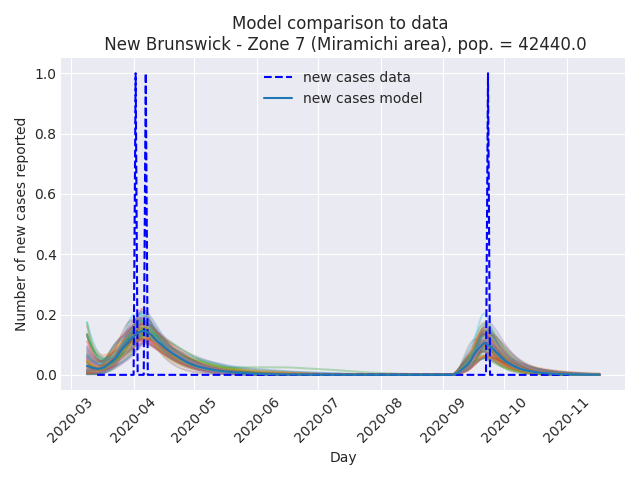 Model comparison to data
New Brunswick - Zone 7 (Miramichi area), pop. = 42440.0
new cases data
new cases model
Number of new cases reported
1.0
0.8
0.6
0.4
0.2
0.0
2020-03
2020-04
2020-05
2020-06
2020-07
2020-08
2020-09
2020-10
2020-11
Day